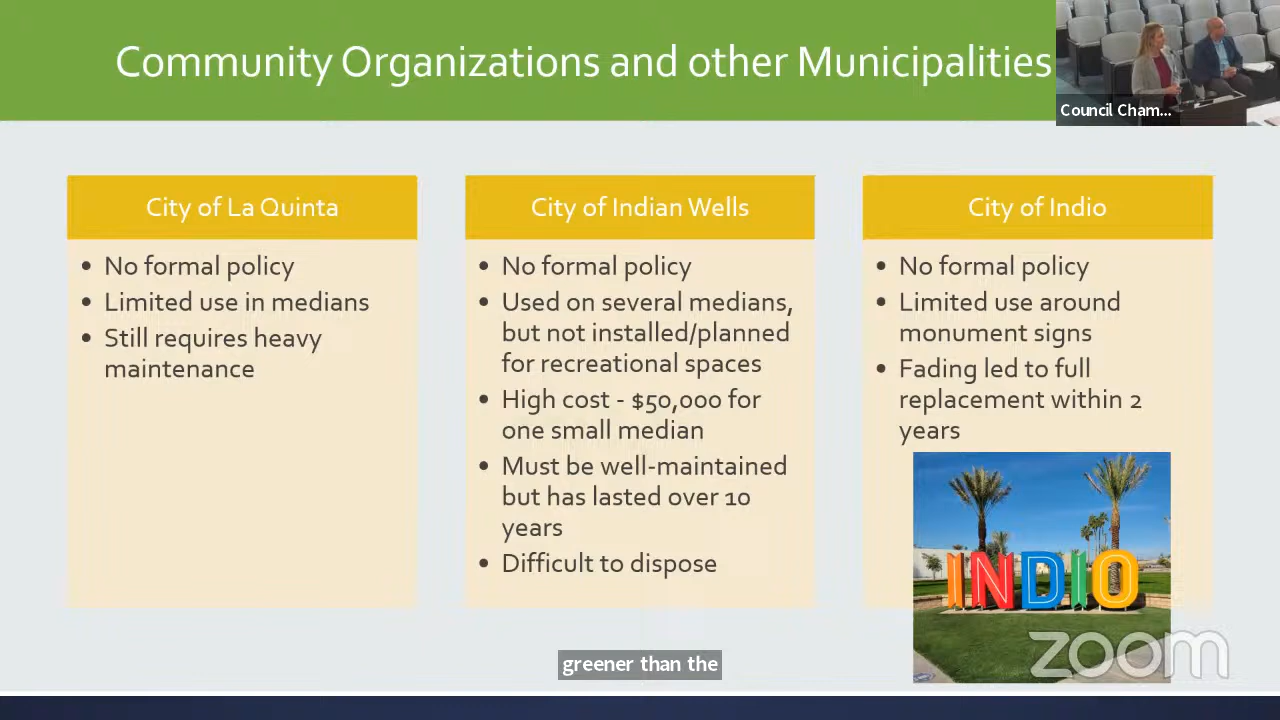 Community Organizations and other Municipalities
Council Cham...
City of La Quinta
• No formal policy
• Limited use in medians
• Still requires heavy
maintenance
City of Indian Wells
• No formal policy
• Used on several medians,
but not installed/planned
for recreational spaces
• High cost - $50,000 for
one small median
• Must be well-maintained
but has lasted over 10
years
• Difficult to dispose
City of Indio
• No formal policy
• Limited use around
monument signs
• Fading led to full
replacement within 2
years
INDIO
greener than the
zoom